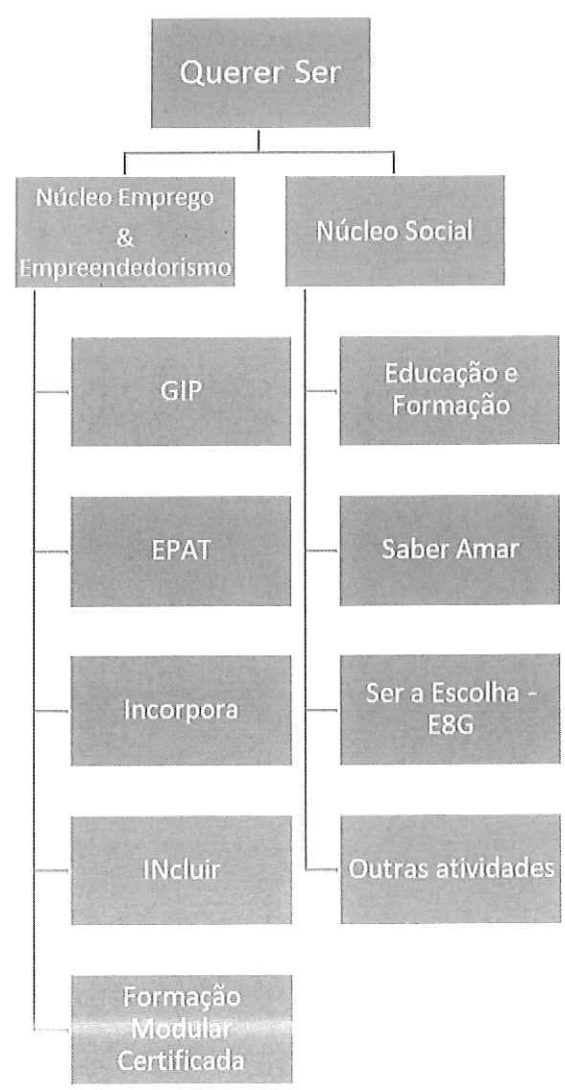 Querer Ser
Núcleo Emprego
&
Empreendedorismo
GIP
EPAT
Incorpora
INcluir
Formação
Modular
Certificada
Núcleo Social
Educação e
Formação
Saber Amar
Ser a Escolha -
E8G
Outras atividades